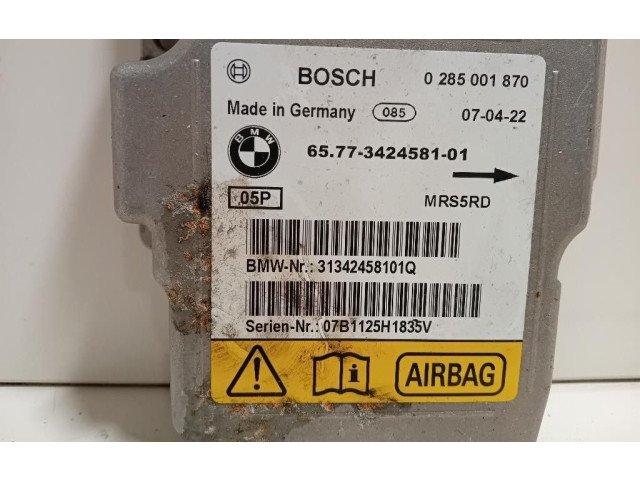 BOSCH 0 285 001 870
Made in Germany 085 07-04-22
BMW 65.77-3424581-01
05P MRS5RD
BMW-Nr.: 31342458101Q
Serien-Nr.: 07B1125H1835V
AIRBAG